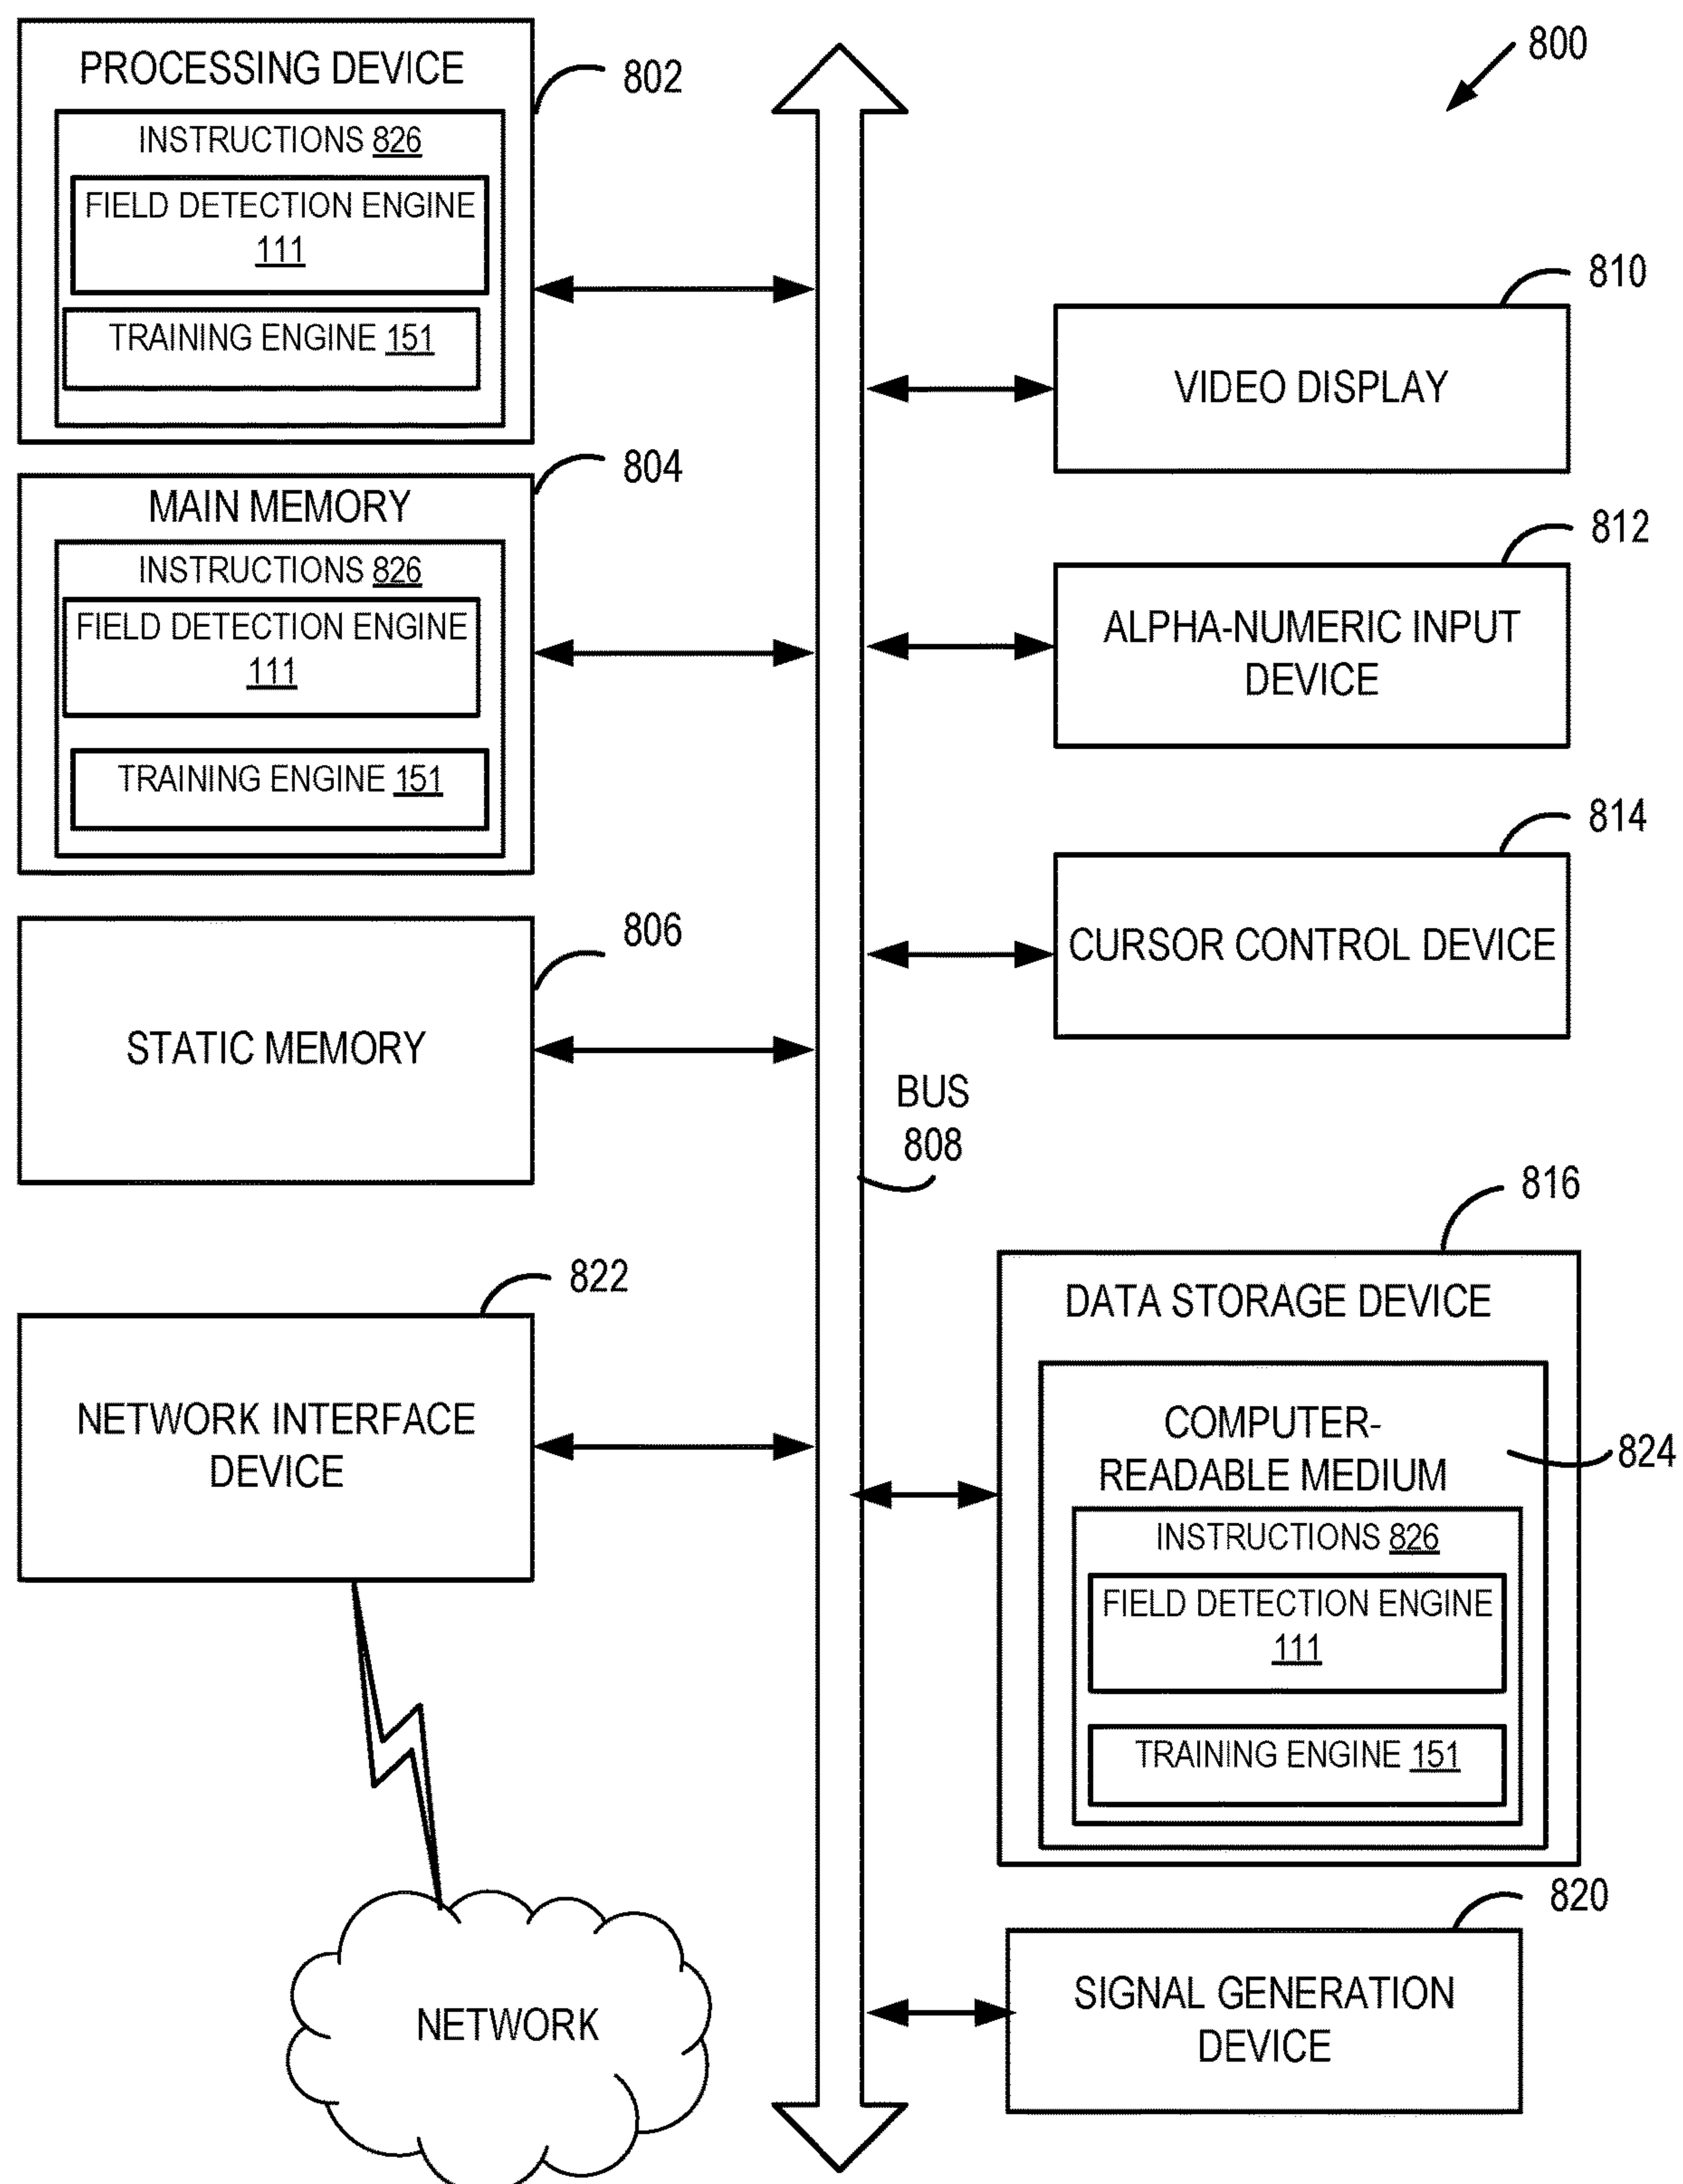 800
PROCESSING DEVICE
802
INSTRUCTIONS 826
FIELD DETECTION ENGINE
111
TRAINING ENGINE 151
MAIN MEMORY
804
INSTRUCTIONS 826
FIELD DETECTION ENGINE
111
TRAINING ENGINE 151
STATIC MEMORY
806
NETWORK INTERFACE
DEVICE
822
NETWORK
BUS
808
810
VIDEO DISPLAY
812
ALPHA-NUMERIC INPUT
DEVICE
814
CURSOR CONTROL DEVICE
816
DATA STORAGE DEVICE
COMPUTER-
READABLE MEDIUM
824
INSTRUCTIONS 826
FIELD DETECTION ENGINE
111
TRAINING ENGINE 151
820
SIGNAL GENERATION
DEVICE